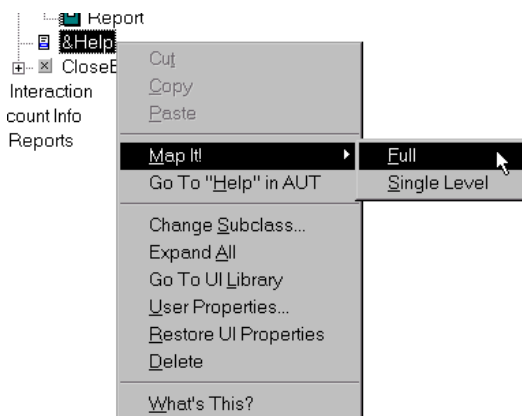 Report
&Help
CloseB
Interaction
count Info
Reports
Cut
Copy
Paste
Map It!
Full
Go To "Help" in AUT
Single Level
Change Subclass...
Expand All
Go To UI Library
User Properties...
Restore UI Properties
Delete
What's This?